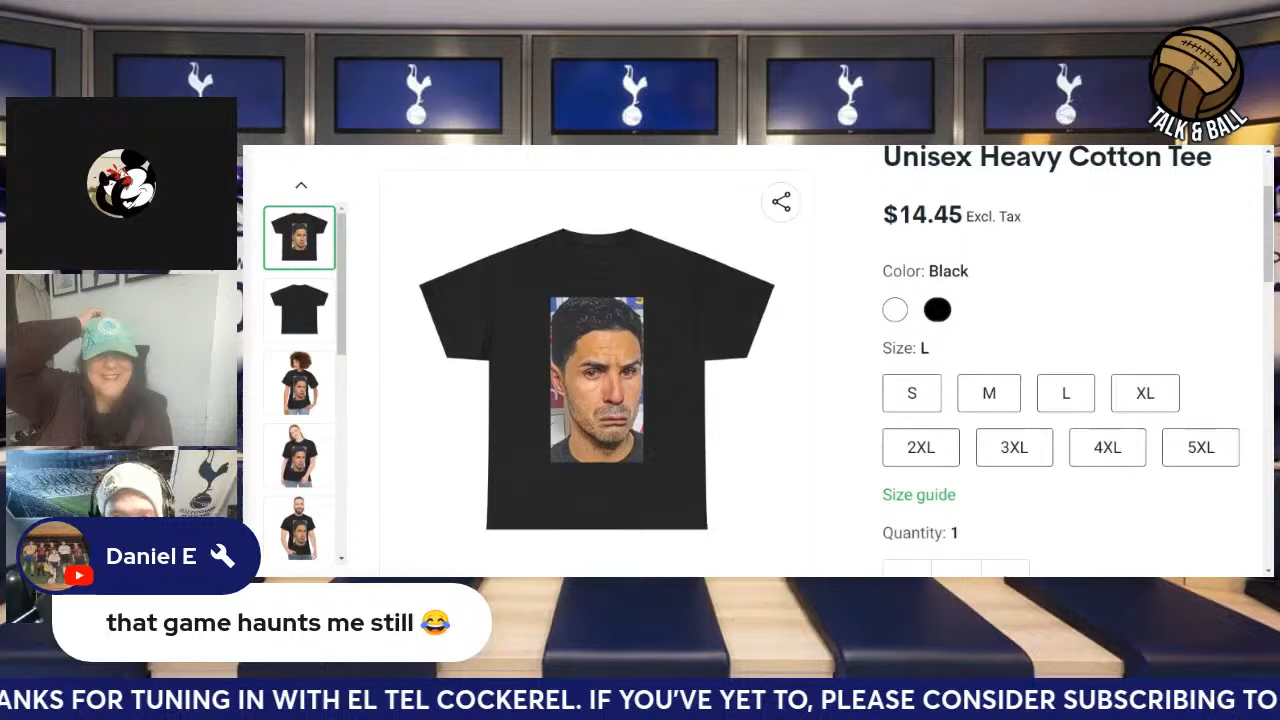 TALK & BALL
Unisex Heavy Cotton Tee
$14.45 Excl. Tax
Color: Black
Size: L
S
M
L
XL
2XL
3XL
4XL
5XL
Size guide
Quantity: 1
Daniel E
that game haunts me still 😂
ANKS FOR TUNING IN WITH EL TEL COCKEREL. IF YOU'VE YET TO, PLEASE CONSIDER SUBSCRIBING TO